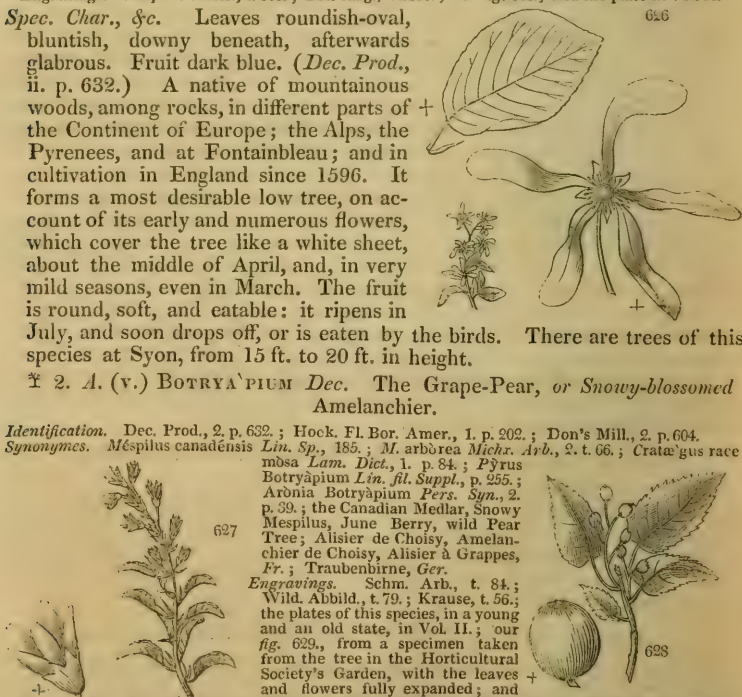 Spec. Char., &c. Leaves roundish-oval,
bluntish, downy beneath, afterwards
glabrous. Fruit dark blue. (Dec. Prod.,
ii. p. 632.) A native of mountainous
woods, among rocks, in different parts of
the Continent of Europe; the Alps, the
Pyrenees, and at Fontainbleau; and in
cultivation in England since 1596. It
forms a most desirable low tree, on ac-
count of its early and numerous flowers,
which cover the tree like a white sheet,
about the middle of April, and, in very
mild seasons, even in March. The fruit
is round, soft, and eatable: it ripens in
July, and soon drops off, or is eaten by the birds. There are trees of this
species at Syon, from 15 ft. to 20 ft. in height.
626
2. A. (v.) BOTRYA`PIUM Dec. The Grape-Pear, or Snowy-blossomed
Amelanchier.
Identification. Dec. Prod., 2. p. 632.; Hook. Fl. Bor. Amer., 1. p. 202.; Don's Mill., 2. p. 604.
Synonymes. Méspilus canadénsis Lin. Sp., 185.; M. arbòrea Michx. Arb., 2. t. 66.; Cratæ'gus race
mòsa Lam. Dict., 1. p. 84.; Pỳrus
Botryàpium Lin. fil. Suppl., p. 255.;
Arònia Botryàpium Pers. Syn., 2.
p. 39.; the Canadian Medlar, Snowy
Mespilus, June Berry, wild Pear
Tree; Alisier de Choisy, Amelan-
chier de Choisy, Alisier à Grappes,
Fr.; Traubenbirne, Ger.
Engravings. Schm. Arb., t. 84.;
Wild. Abbild., t. 79.; Krause, t. 56.;
the plates of this species, in a young
and an old state, in Vol. II.; our
fig. 629., from a specimen taken
from the tree in the Horticultural
Society's Garden, with the leaves
and flowers fully expanded; and
627
628